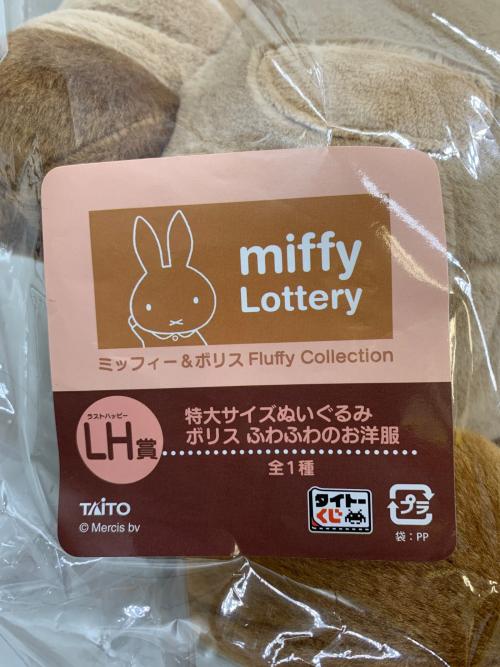 miffy
Lottery
ミッフィー&ボリス Fluffy Collection
ラストハッピー
LH賞
特大サイズぬいぐるみ
ボリス ふわふわのお洋服
全1種
TAITO
© Mercis bv
タイトー
くじ
プラ
袋：PP